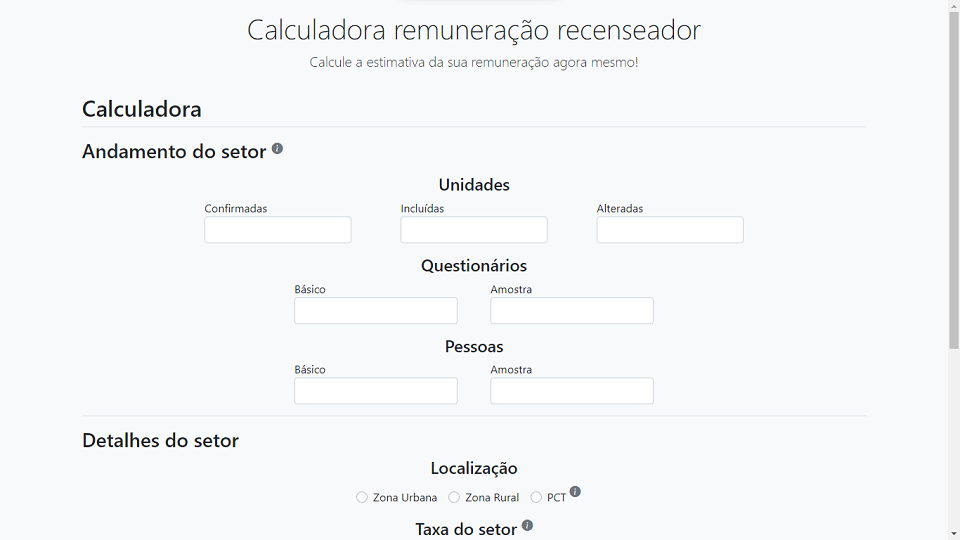 Calculadora remuneração recenseador
Calcule a estimativa da sua remuneração agora mesmo!
Calculadora
Andamento do setor i
Unidades
Confirmadas Incluídas Alteradas
Questionários
Básico Amostra
Pessoas
Básico Amostra
Detalhes do setor
Localização
Zona Urbana Zona Rural PCT i
Taxa do setor i